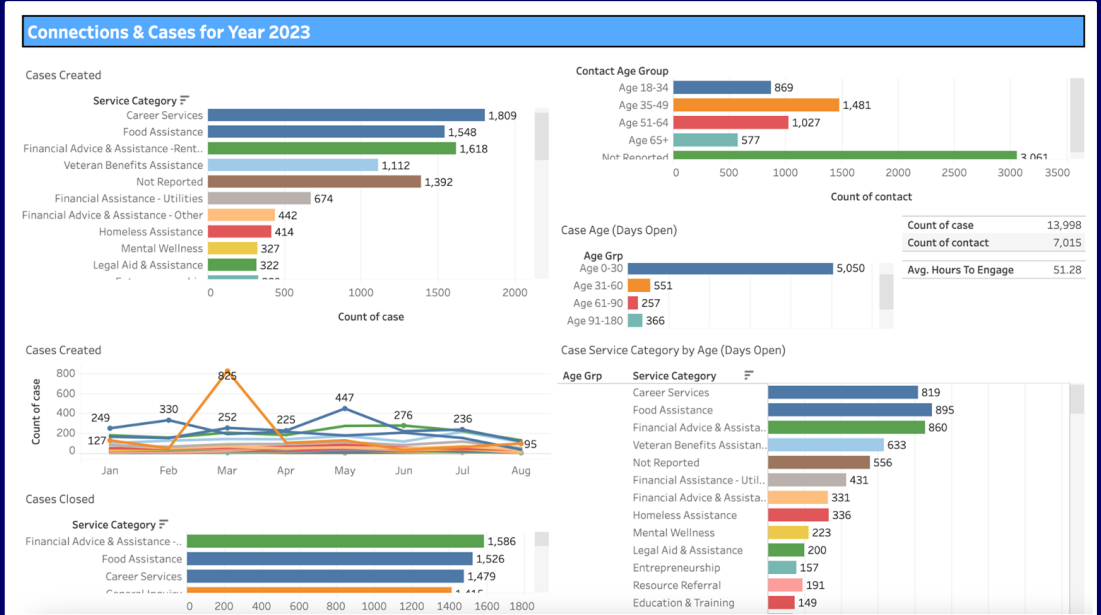 Connections & Cases for Year 2023
Cases Created
Service Category
Career Services 1,809
Food Assistance 1,548
Financial Advice & Assistance -Rent.. 1,618
Veteran Benefits Assistance 1,112
Not Reported 1,392
Financial Assistance - Utilities 674
Financial Advice & Assistance - Other 442
Homeless Assistance 414
Mental Wellness 327
Legal Aid & Assistance 322
0 500 1000 1500 2000
Count of case
Contact Age Group
Age 18-34 869
Age 35-49 1,481
Age 51-64 1,027
Age 65+ 577
Not Reported 3,061
0 500 1000 1500 2000 2500 3000 3500
Count of contact
Case Age (Days Open)
Age Grp
Age 0-30 5,050
Age 31-60 551
Age 61-90 257
Age 91-180 366
Count of case 13,998
Count of contact 7,015
Avg. Hours To Engage 51.28
Cases Created
Count of case
800
600
400
200
0
249 330 825 252 225 447 276 236
127 95
Jan Feb Mar Apr May Jun Jul Aug
Cases Closed
Service Category
Financial Advice & Assistance -.. 1,586
Food Assistance 1,526
Career Services 1,479
General Inquiry 1,415
0 200 400 600 800 1000 1200 1400 1600 1800
Case Service Category by Age (Days Open)
Age Grp Service Category
Career Services 819
Food Assistance 895
Financial Advice & Assista.. 860
Veteran Benefits Assistan.. 633
Not Reported 556
Financial Assistance - Util.. 431
Financial Advice & Assista.. 331
Homeless Assistance 336
Mental Wellness 223
Legal Aid & Assistance 200
Entrepreneurship 157
Resource Referral 191
Education & Training 149